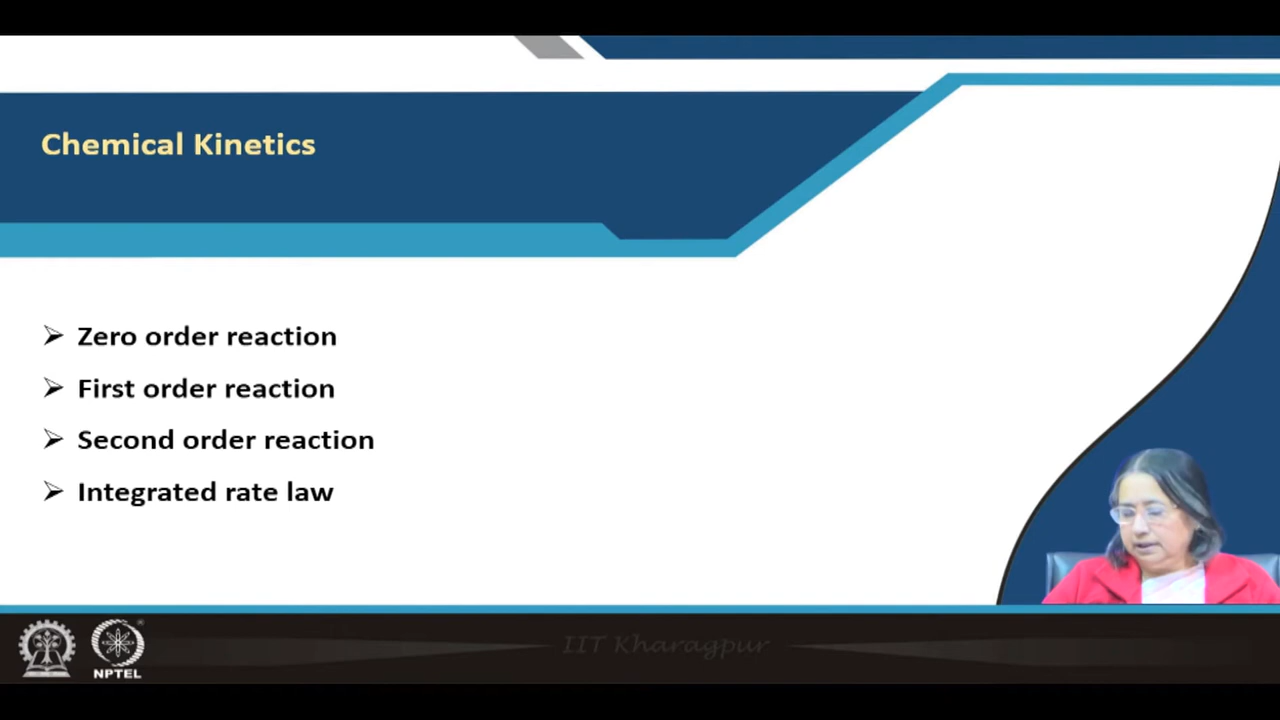 Chemical Kinetics
Zero order reaction
First order reaction
Second order reaction
Integrated rate law
IIT Kharagpur
NPTEL